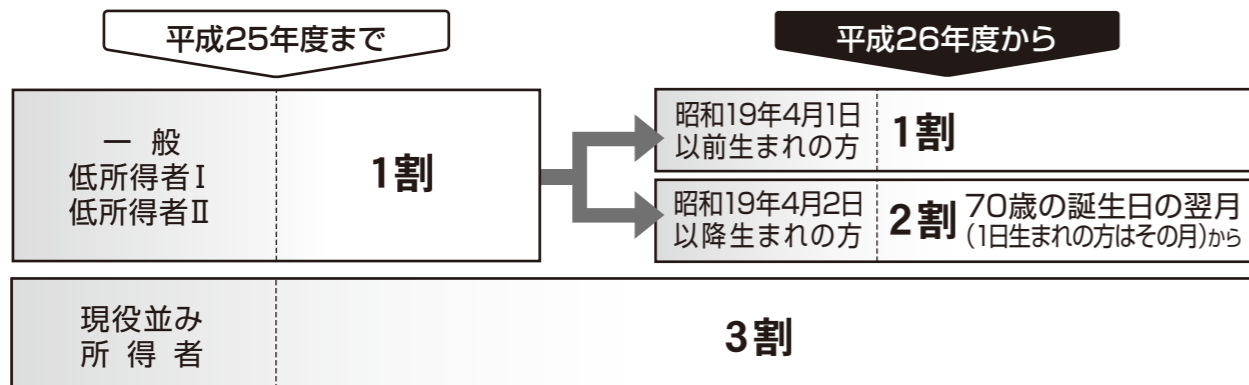 平成25年度まで
平成26年度から
一 般
低所得者Ⅰ
低所得者Ⅱ
1割
昭和19年4月1日
以前生まれの方
1割
昭和19年4月2日
以降生まれの方
2割 70歳の誕生日の翌月
(1日生まれの方はその月)から
現役並み
所 得 者
3割